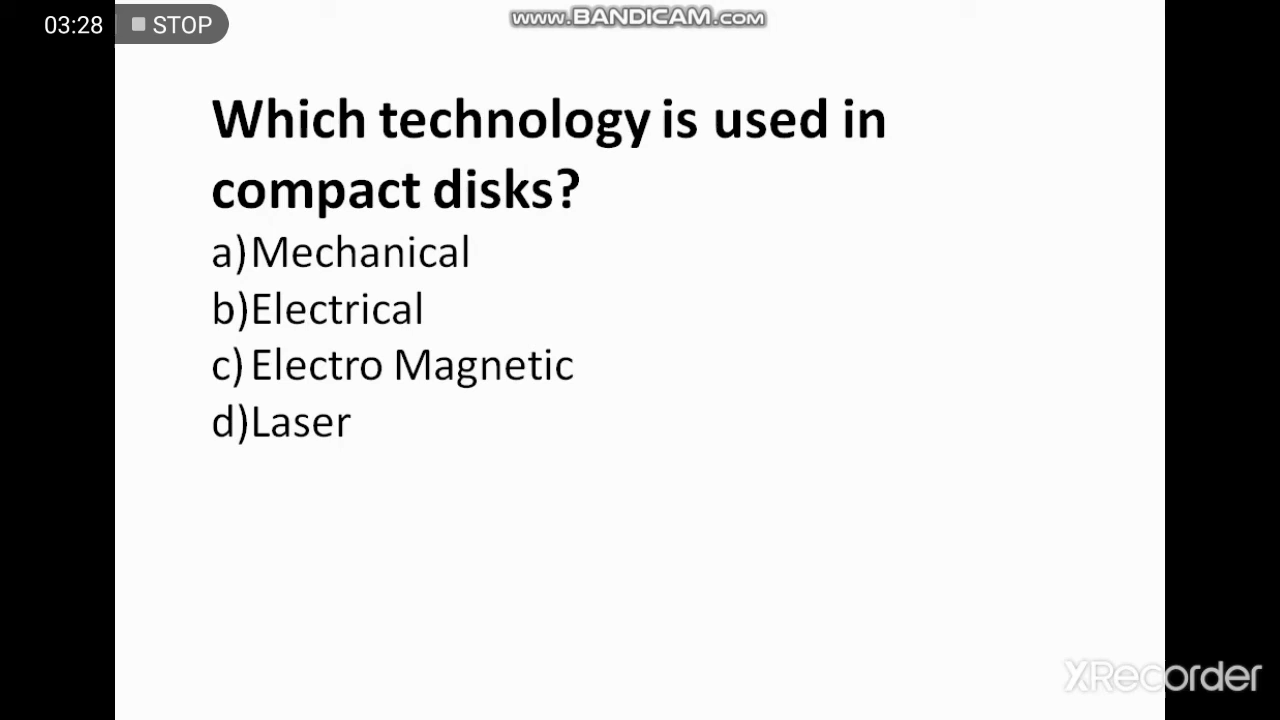 03:28 STOP
www.BANDICAM.com
Which technology is used in
compact disks?
a)Mechanical
b)Electrical
c) Electro Magnetic
d)Laser
XRecorder